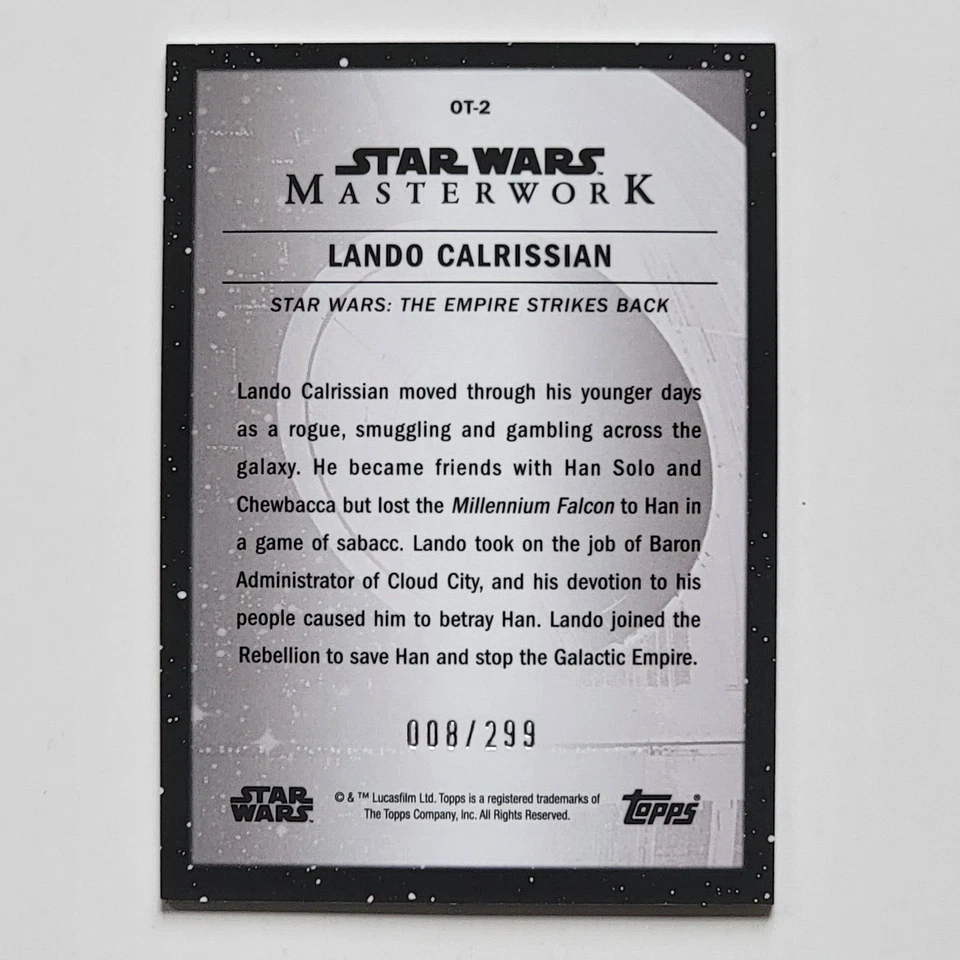 OT-2
STAR WARS™
MASTERWORK
LANDO CALRISSIAN
STAR WARS: THE EMPIRE STRIKES BACK
Lando Calrissian moved through his younger days
as a rogue, smuggling and gambling across the
galaxy. He became friends with Han Solo and
Chewbacca but lost the Millennium Falcon to Han in
a game of sabacc. Lando took on the job of Baron
Administrator of Cloud City, and his devotion to his
people caused him to betray Han. Lando joined the
Rebellion to save Han and stop the Galactic Empire.
008/299
STAR
WARS™
© & ™ Lucasfilm Ltd. Topps is a registered trademarks of
The Topps Company, Inc. All Rights Reserved.
Topps®